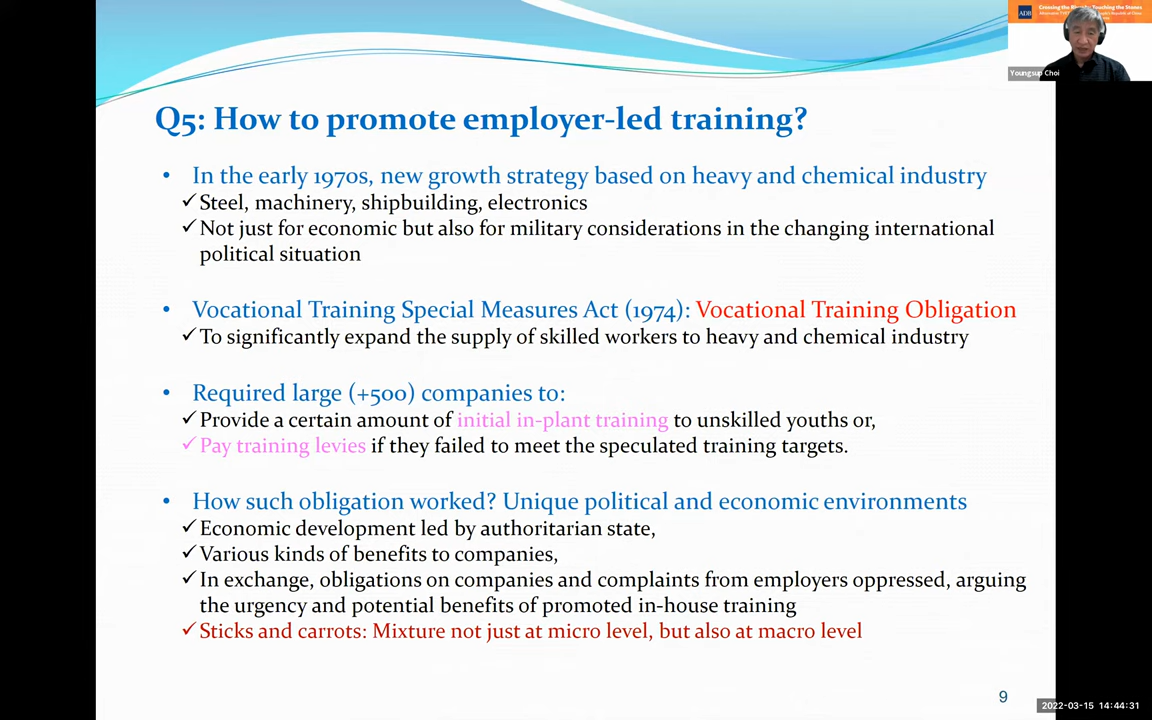 ADB
Crossing the River by Touching the Stones
Youngsup Choi
Q5: How to promote employer-led training?
• In the early 1970s, new growth strategy based on heavy and chemical industry
✓Steel, machinery, shipbuilding, electronics
✓Not just for economic but also for military considerations in the changing international
political situation
• Vocational Training Special Measures Act (1974): Vocational Training Obligation
✓To significantly expand the supply of skilled workers to heavy and chemical industry
• Required large (+500) companies to:
✓Provide a certain amount of initial in-plant training to unskilled youths or,
✓Pay training levies if they failed to meet the speculated training targets.
• How such obligation worked? Unique political and economic environments
✓Economic development led by authoritarian state,
✓Various kinds of benefits to companies,
✓In exchange, obligations on companies and complaints from employers oppressed, arguing
the urgency and potential benefits of promoted in-house training
✓Sticks and carrots: Mixture not just at micro level, but also at macro level
9
2022-03-15 14:44:31